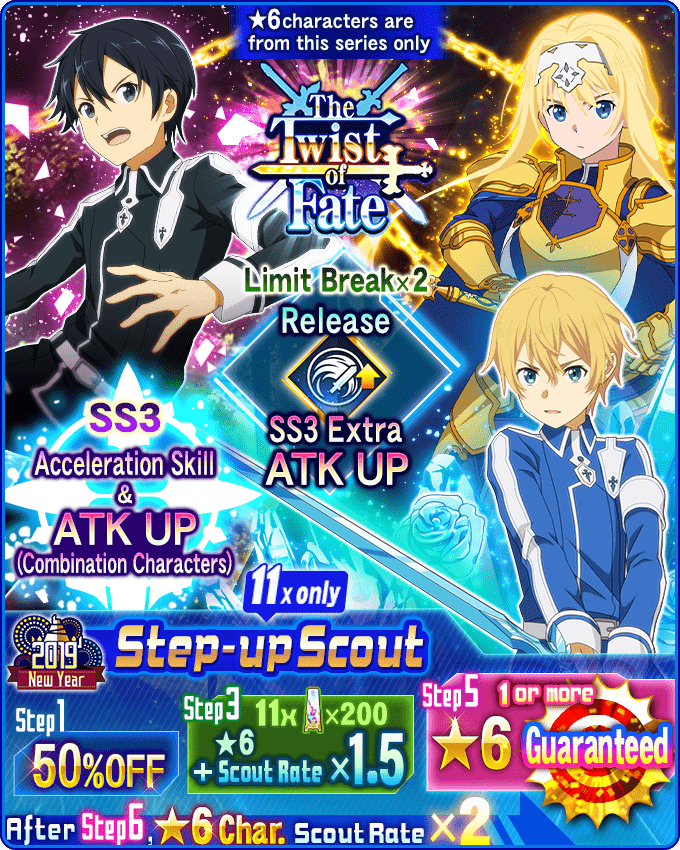 ★6characters are
from this series only
The
Twist
of
Fate
Limit Break×2
Release
SS3 Extra
ATK UP
SS3
Acceleration Skill
&
ATK UP
(Combination Characters)
11x only
2019
New Year
Step-up Scout
Step1
50%OFF
Step3 11x ×200
★6
+ Scout Rate ×1.5
Step5 1 or more
★6 Guaranteed
After Step6, ★6 Char. Scout Rate ×2